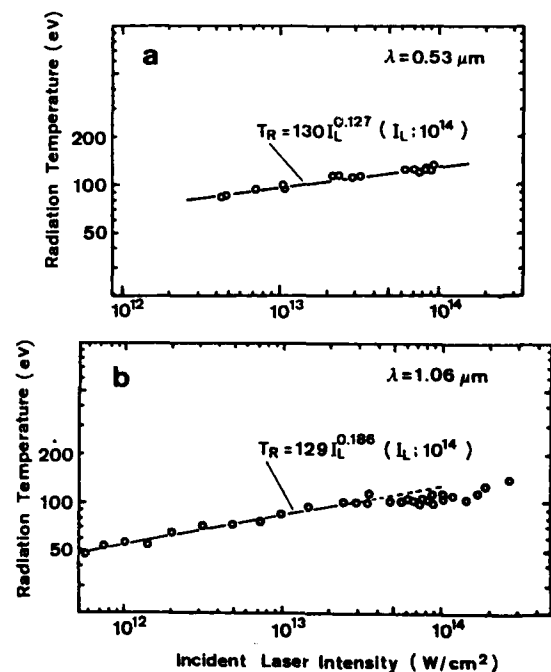 a
λ=0.53 μm
Radiation Temperature (eV)
200
100
50
T_R=130 I_L^0.127 ( I_L : 10^14 )
10^12
10^13
10^14
b
λ=1.06 μm
Radiation Temperature (eV)
200
100
50
T_R=129 I_L^0.186 ( I_L : 10^14 )
10^12
10^13
10^14
Incident Laser Intensity ( W/cm^2 )